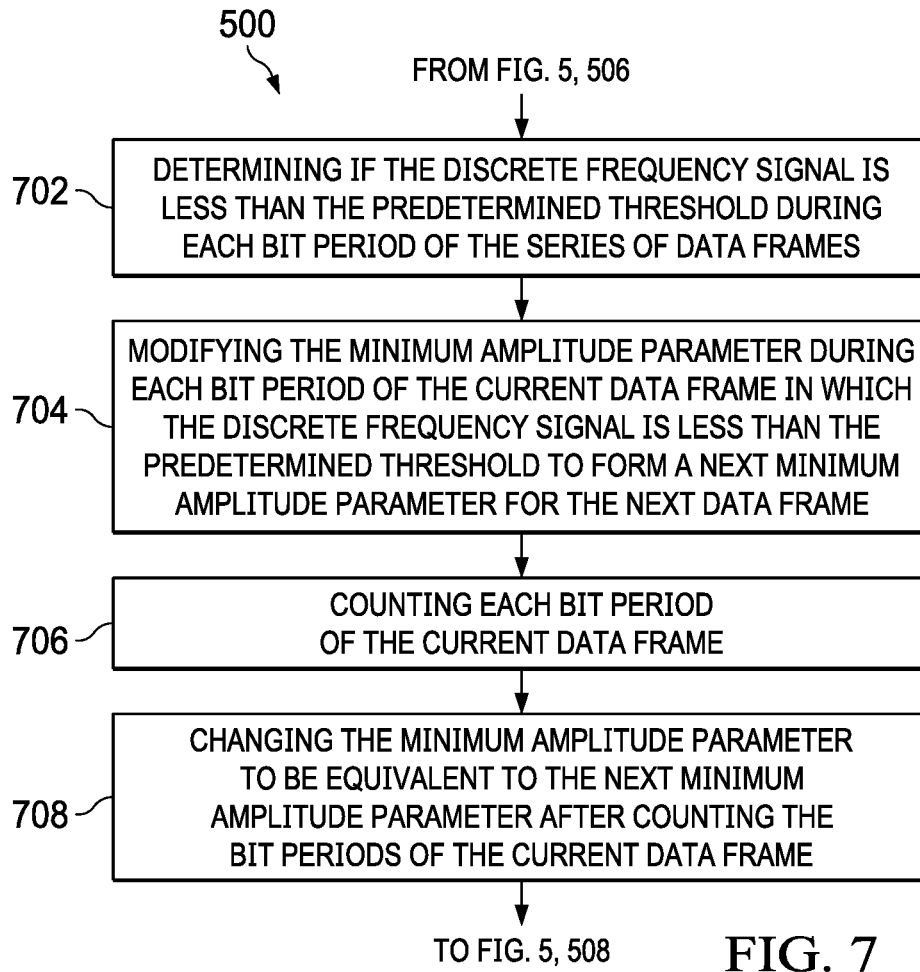 500
FROM FIG. 5, 506
702
DETERMINING IF THE DISCRETE FREQUENCY SIGNAL IS
LESS THAN THE PREDETERMINED THRESHOLD DURING
EACH BIT PERIOD OF THE SERIES OF DATA FRAMES
704
MODIFYING THE MINIMUM AMPLITUDE PARAMETER DURING
EACH BIT PERIOD OF THE CURRENT DATA FRAME IN WHICH
THE DISCRETE FREQUENCY SIGNAL IS LESS THAN THE
PREDETERMINED THRESHOLD TO FORM A NEXT MINIMUM
AMPLITUDE PARAMETER FOR THE NEXT DATA FRAME
706
COUNTING EACH BIT PERIOD
OF THE CURRENT DATA FRAME
708
CHANGING THE MINIMUM AMPLITUDE PARAMETER
TO BE EQUIVALENT TO THE NEXT MINIMUM
AMPLITUDE PARAMETER AFTER COUNTING THE
BIT PERIODS OF THE CURRENT DATA FRAME
TO FIG. 5, 508
FIG. 7